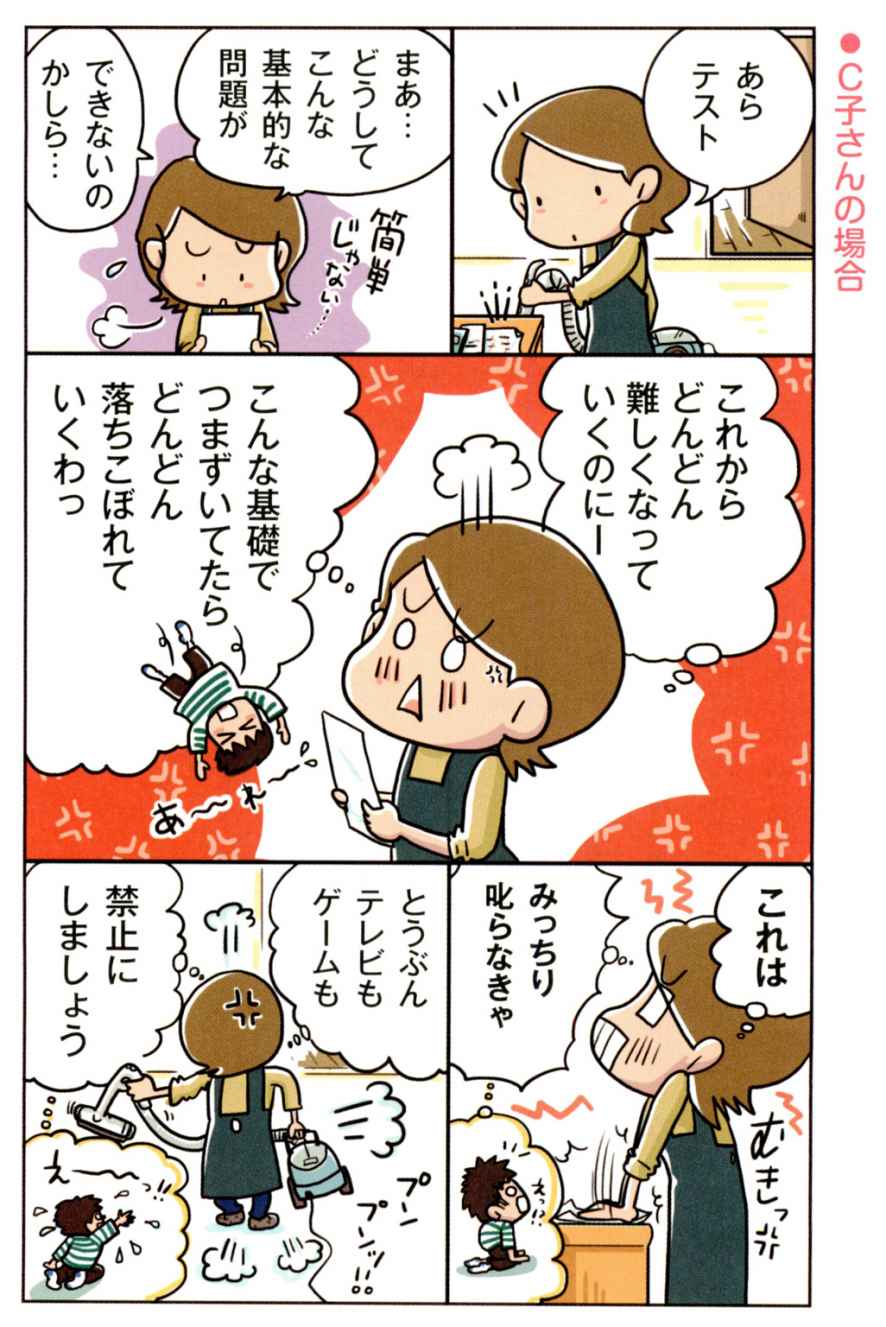 ●C子さんの場合
あら
テスト
まあ…
どうして
こんな
基本的な
問題が
できないの
かしら…
簡単
じゃない…
これから
どんどん
難しくなって
いくのにー
こんな基礎で
つまずいてたら
どんどん
落ちこぼれて
いくわっ
あ〜〜れ〜〜
これは
みっちり
叱らなきゃ
むきっ
えっ!?
とうぶん
テレビも
ゲームも
禁止に
しましょう
プン
プンッ!!
え〜〜